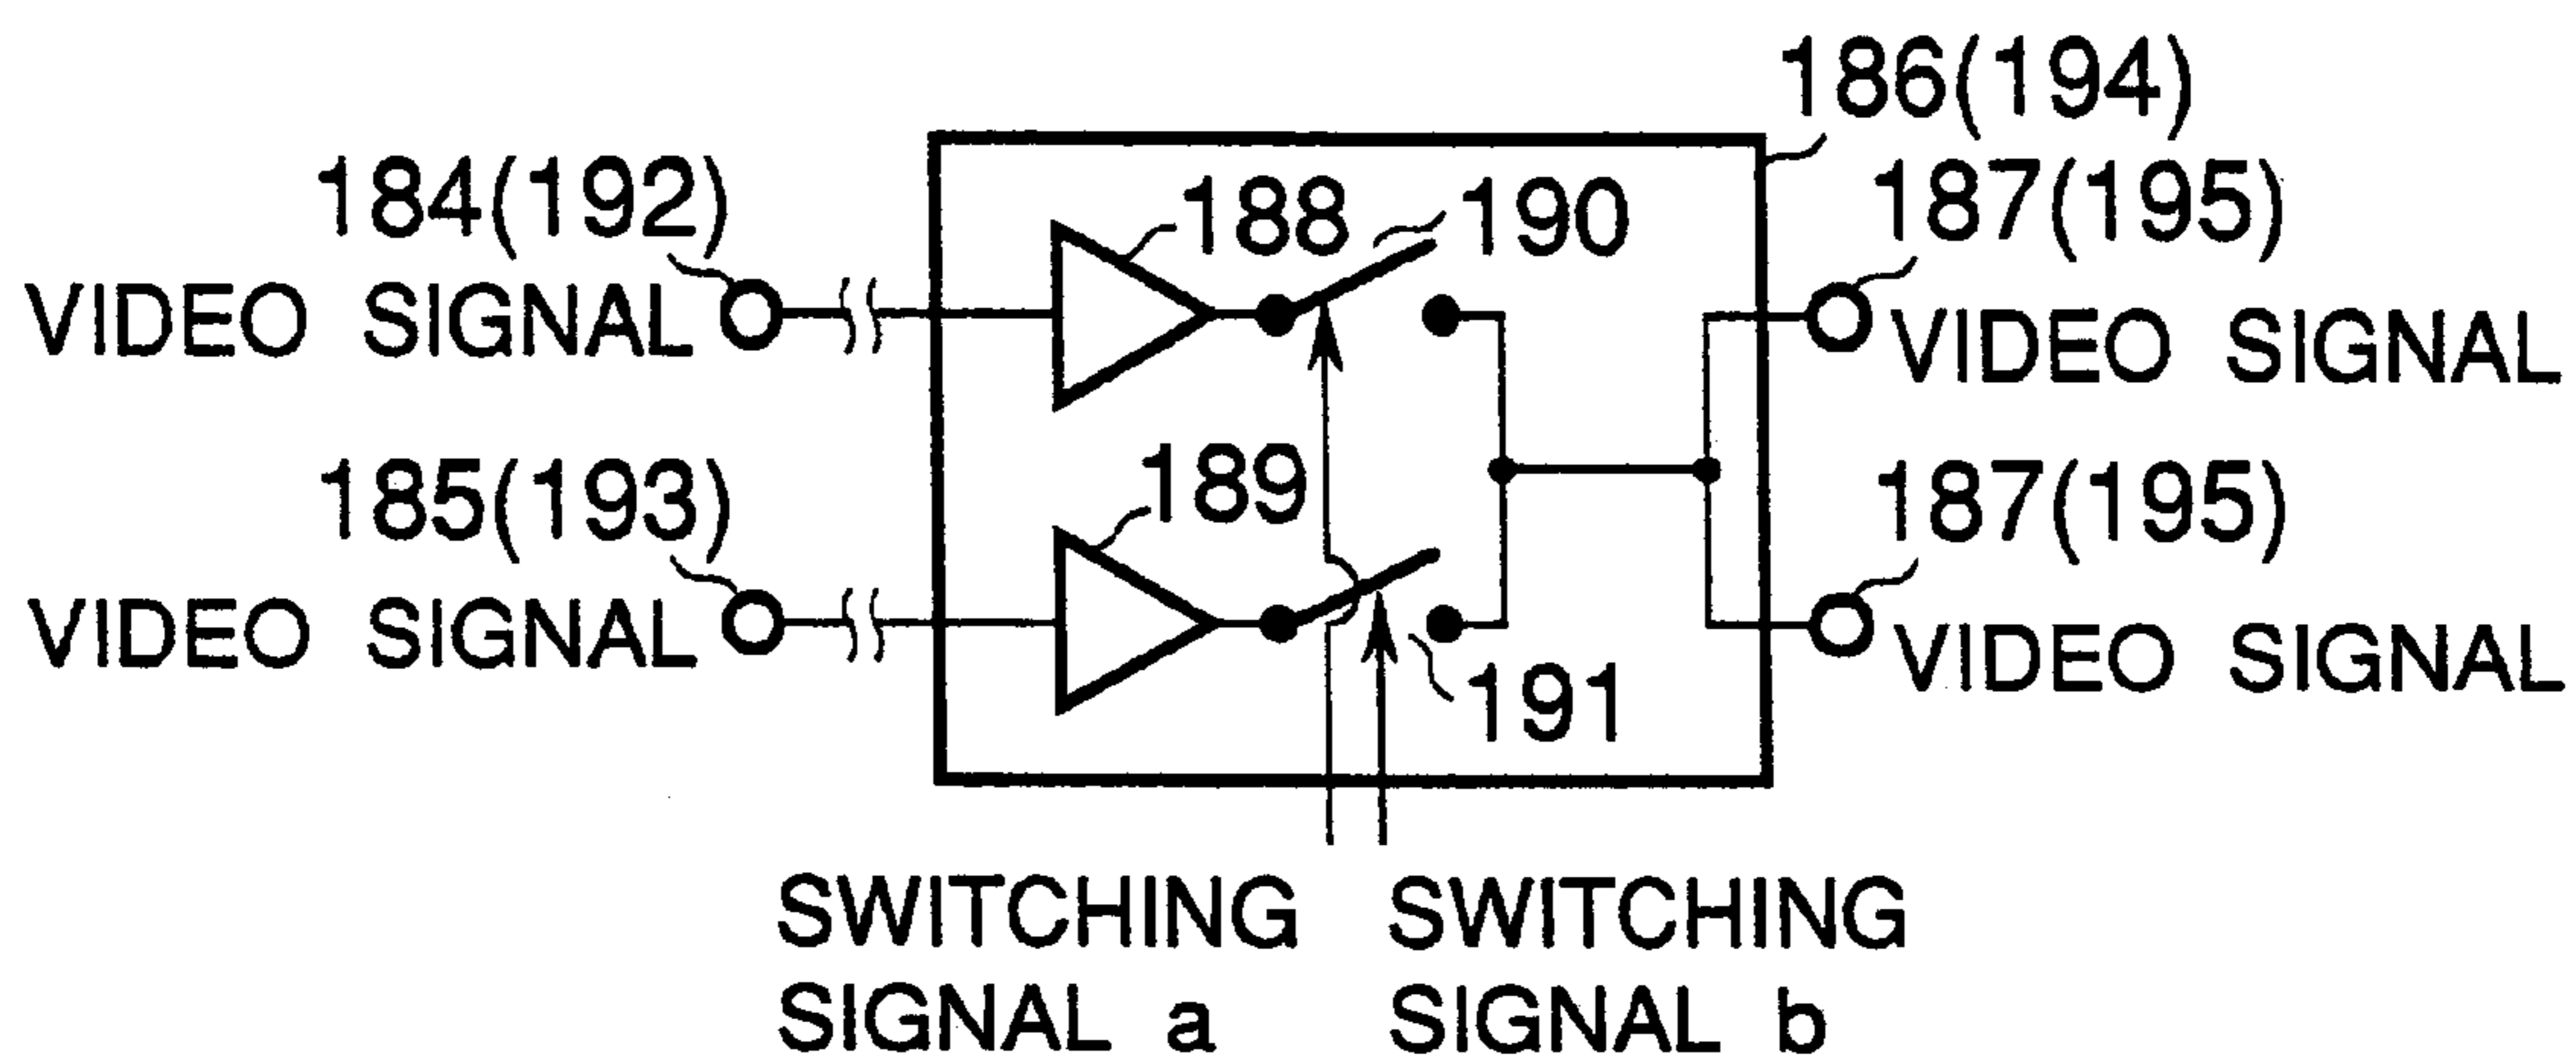 186(194)
184(192)
188
190
187(195)
VIDEO SIGNAL
VIDEO SIGNAL
185(193)
189
187(195)
VIDEO SIGNAL
VIDEO SIGNAL
191
SWITCHING
SIGNAL a
SWITCHING
SIGNAL b